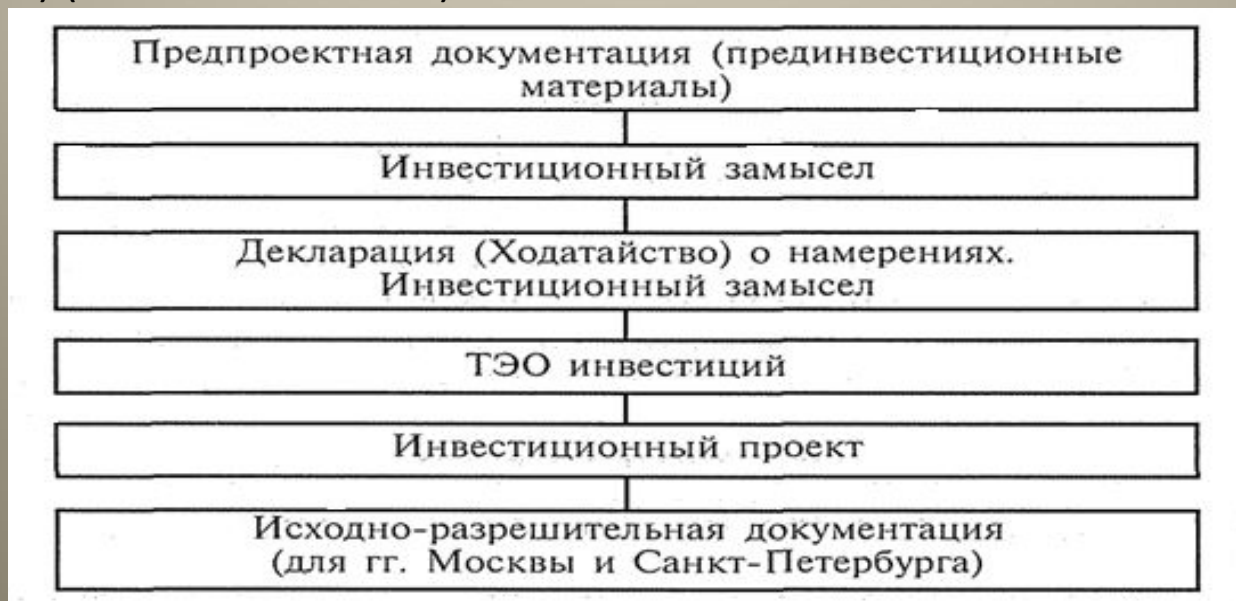 Предпроектная документация (прединвестиционные
материалы)
Инвестиционный замысел
Декларация (Ходатайство) о намерениях.
Инвестиционный замысел
ТЭО инвестиций
Инвестиционный проект
Исходно-разрешительная документация
(для гг. Москвы и Санкт-Петербурга)